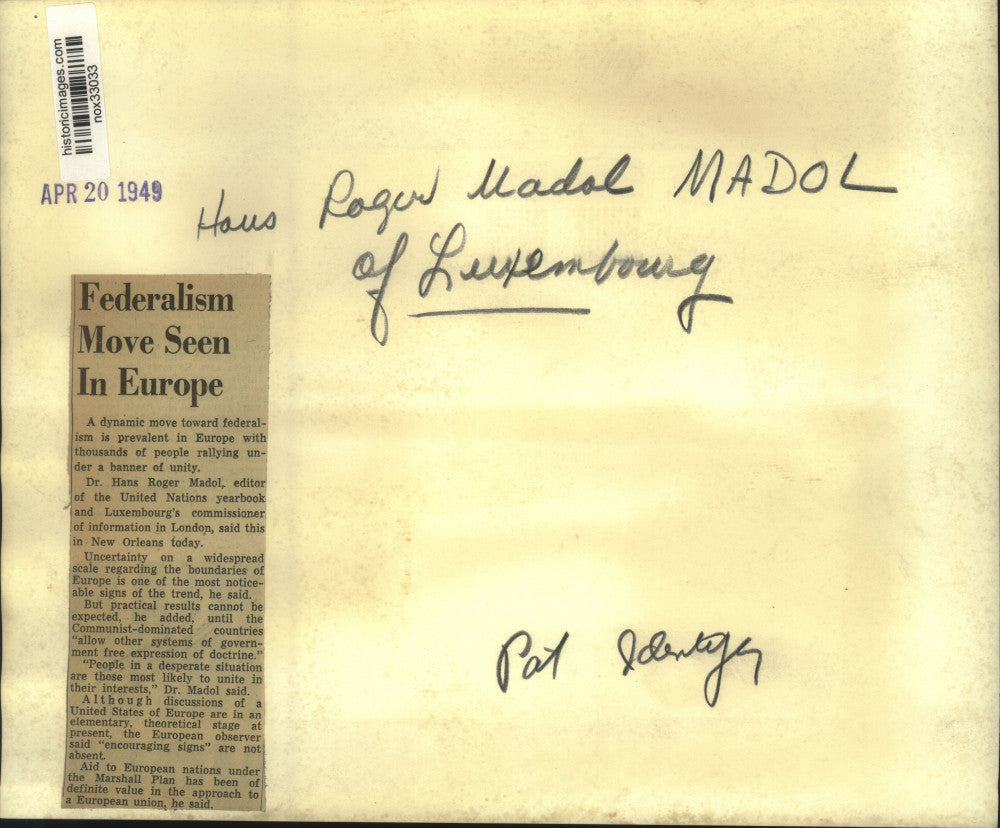 historicimages.com
nox33033
APR 20 1949
Hans Roger Madol MADOL
of Luxembourg
Federalism
Move Seen
In Europe
A dynamic move toward federal-
ism is prevalent in Europe with
thousands of people rallying un-
der a banner of unity.
Dr. Hans Roger Madol, editor
of the United Nations yearbook
and Luxembourg's commissioner
of information in London, said this
in New Orleans today.
Uncertainty on a widespread
scale regarding the boundaries of
Europe is one of the most notice-
able signs of the trend, he said.
But practical results cannot be
expected, he added, until the
Communist-dominated countries
"allow other systems of govern-
ment free expression of doctrine."
"People in a desperate situation
are those most likely to unite in
their interests," Dr. Madol said.
Although discussions of a
United States of Europe are in an
elementary, theoretical stage at
present, the European observer
said "encouraging signs" are not
absent.
Aid to European nations under
the Marshall Plan has been of
definite value in the approach to
a European union, he said.
Pat Identify